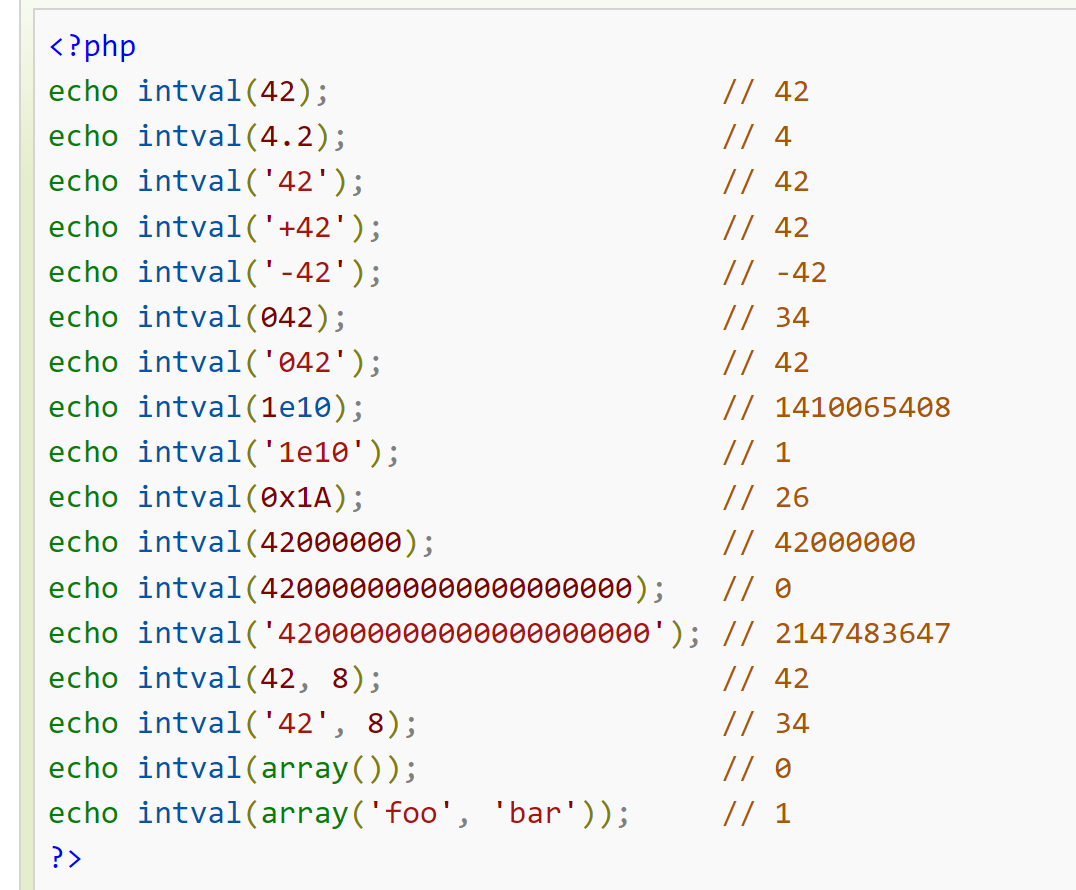 <?php
echo intval(42);                      // 42
echo intval(4.2);                     // 4
echo intval('42');                    // 42
echo intval('+42');                   // 42
echo intval('-42');                   // -42
echo intval(042);                     // 34
echo intval('042');                   // 42
echo intval(1e10);                    // 1410065408
echo intval('1e10');                  // 1
echo intval(0x1A);                    // 26
echo intval(42000000);                // 42000000
echo intval(420000000000000000000);   // 0
echo intval('420000000000000000000'); // 2147483647
echo intval(42, 8);                   // 42
echo intval('42', 8);                 // 34
echo intval(array());                 // 0
echo intval(array('foo', 'bar'));     // 1
?>